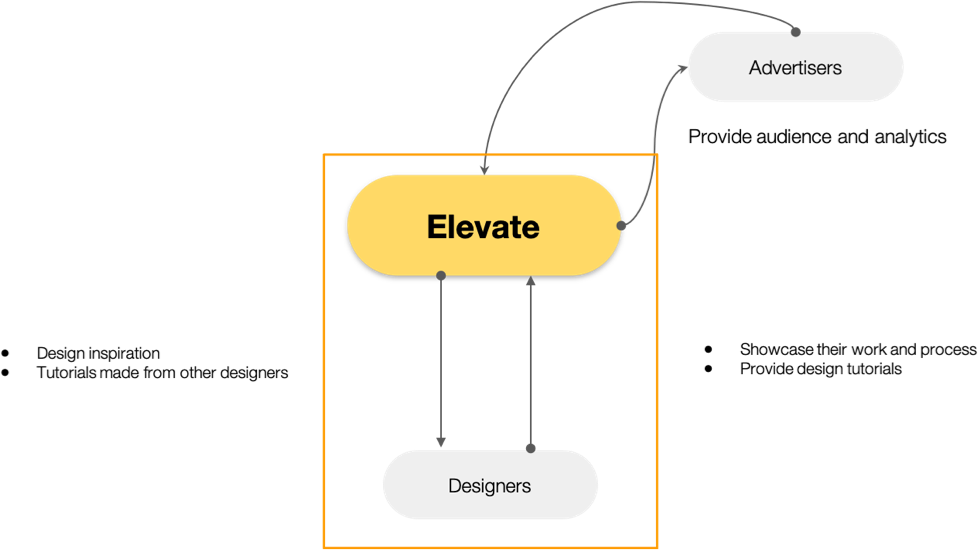 Advertisers
Provide audience and analytics
Elevate
● Design inspiration
● Tutorials made from other designers
● Showcase their work and process
● Provide design tutorials
Designers